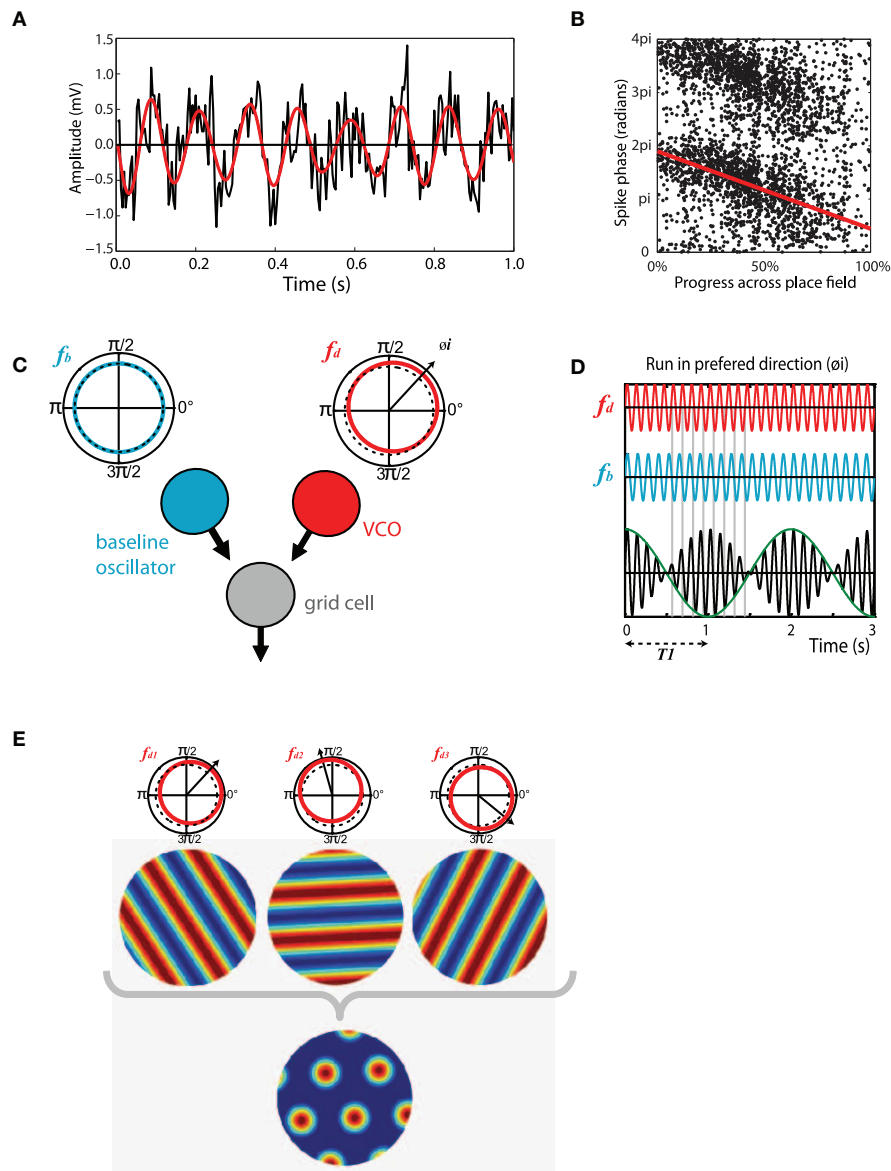 A
1.5
1.0
0.5
0.0
-0.5
-1.0
-1.5
Amplitude (mV)
0.0
0.2
0.4
0.6
0.8
1.0
Time (s)
B
4pi
3pi
2pi
pi
0
Spike phase (radians)
0%
50%
100%
Progress across place field
C
fb
π/2
π
0°
3π/2
fd
π/2
øi
π
0°
3π/2
baseline
oscillator
VCO
grid cell
D
Run in prefered direction (øi)
fd
fb
0
1
2
3
T1
Time (s)
E
fd1
π/2
π
0°
3π/2
fd2
π/2
π
0°
3π/2
fd3
π/2
π
0°
3π/2